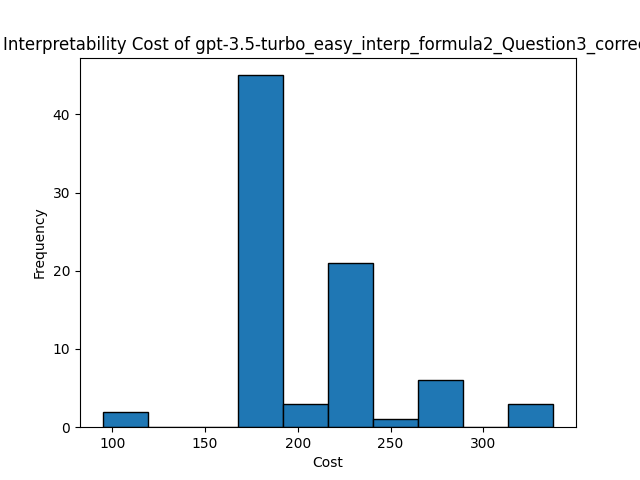 Interpretability Cost of gpt-3.5-turbo_easy_interp_formula2_Question3_correc
40
30
20
10
0
Frequency
100 150 200 250 300
Cost